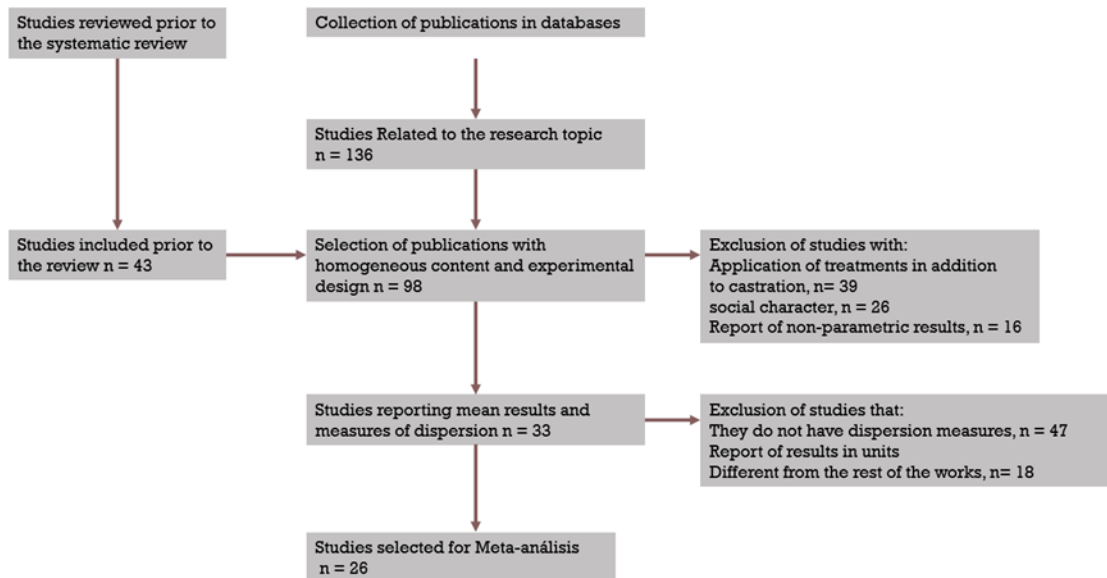 Studies reviewed prior to
the systematic review
Collection of publications in databases
Studies Related to the research topic
n = 136
Studies included prior to
the review n = 43
Selection of publications with
homogeneous content and experimental
design n = 98
Exclusion of studies with:
Application of treatments in addition
to castration, n= 39
social character, n = 26
Report of non-parametric results, n = 16
Studies reporting mean results and
measures of dispersion n = 33
Exclusion of studies that:
They do not have dispersion measures, n = 47
Report of results in units
Different from the rest of the works, n= 18
Studies selected for Meta-análisis
n = 26